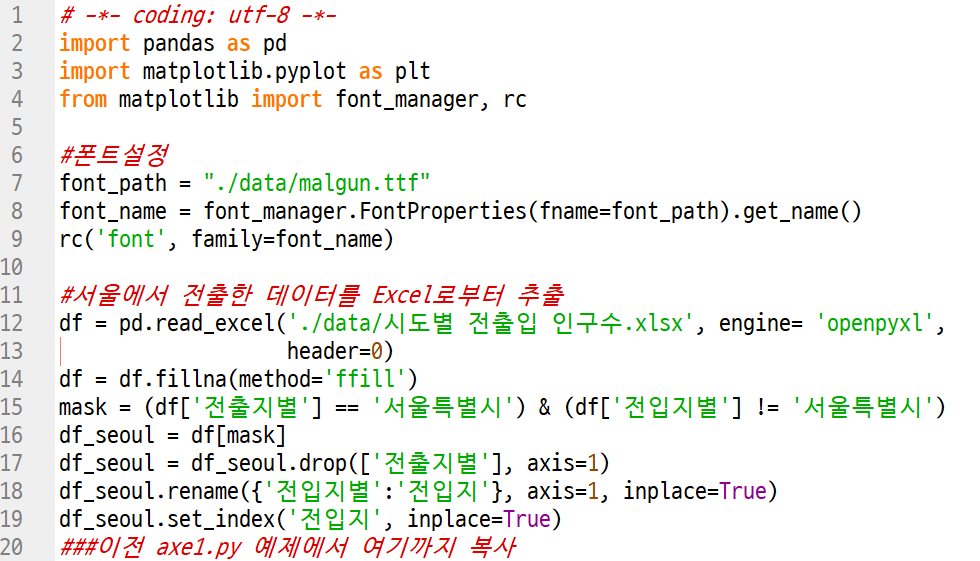 1 # -*- coding: utf-8 -*-
2 import pandas as pd
3 import matplotlib.pyplot as plt
4 from matplotlib import font_manager, rc
5
6 #폰트설정
7 font_path = "./data/malgun.ttf"
8 font_name = font_manager.FontProperties(fname=font_path).get_name()
9 rc('font', family=font_name)
10
11 #서울에서 전출한 데이터를 Excel로부터 추출
12 df = pd.read_excel('./data/시도별 전출입 인구수.xlsx', engine= 'openpyxl',
13                    header=0)
14 df = df.fillna(method='ffill')
15 mask = (df['전출지별'] == '서울특별시') & (df['전입지별'] != '서울특별시')
16 df_seoul = df[mask]
17 df_seoul = df_seoul.drop(['전출지별'], axis=1)
18 df_seoul.rename({'전입지별':'전입지'}, axis=1, inplace=True)
19 df_seoul.set_index('전입지', inplace=True)
20 ###이전 axe1.py 예제에서 여기까지 복사